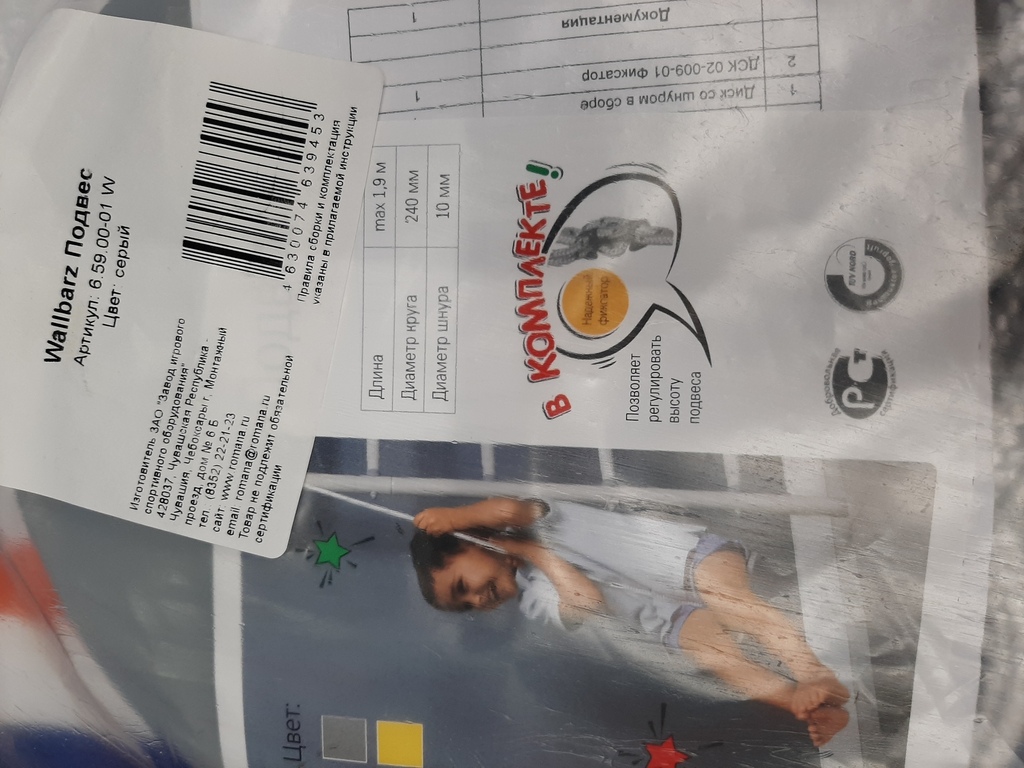 Wallbarz Подвес
Артикул: 6.59.00-01 W
Цвет: серый
4 630074 639453
Правила сборки и комплектация
указаны в прилагаемой инструкции
Изготовитель ЗАО "Завод игрового
спортивного оборудования"
428037, Чувашская Республика -
Чувашия, Чебоксары г, Монтажный
проезд, дом № 6 Б
тел. (8352) 22-21-23
сайт www romana ru
email romana@romana.ru
Товар не подлежит обязательной
сертификации
1 Диск со шнуром в сборе 1
2 ДСК 02-009-01 Фиксатор
Документация 1
Длина max 1,9 м
Диаметр круга 240 мм
Диаметр шнура 10 мм
В КОМПЛЕКТЕ!
Надежный
фиксатор
Позволяет
регулировать
высоту
подвеса
Добровольная
сертификация
РСТ
Цвет: